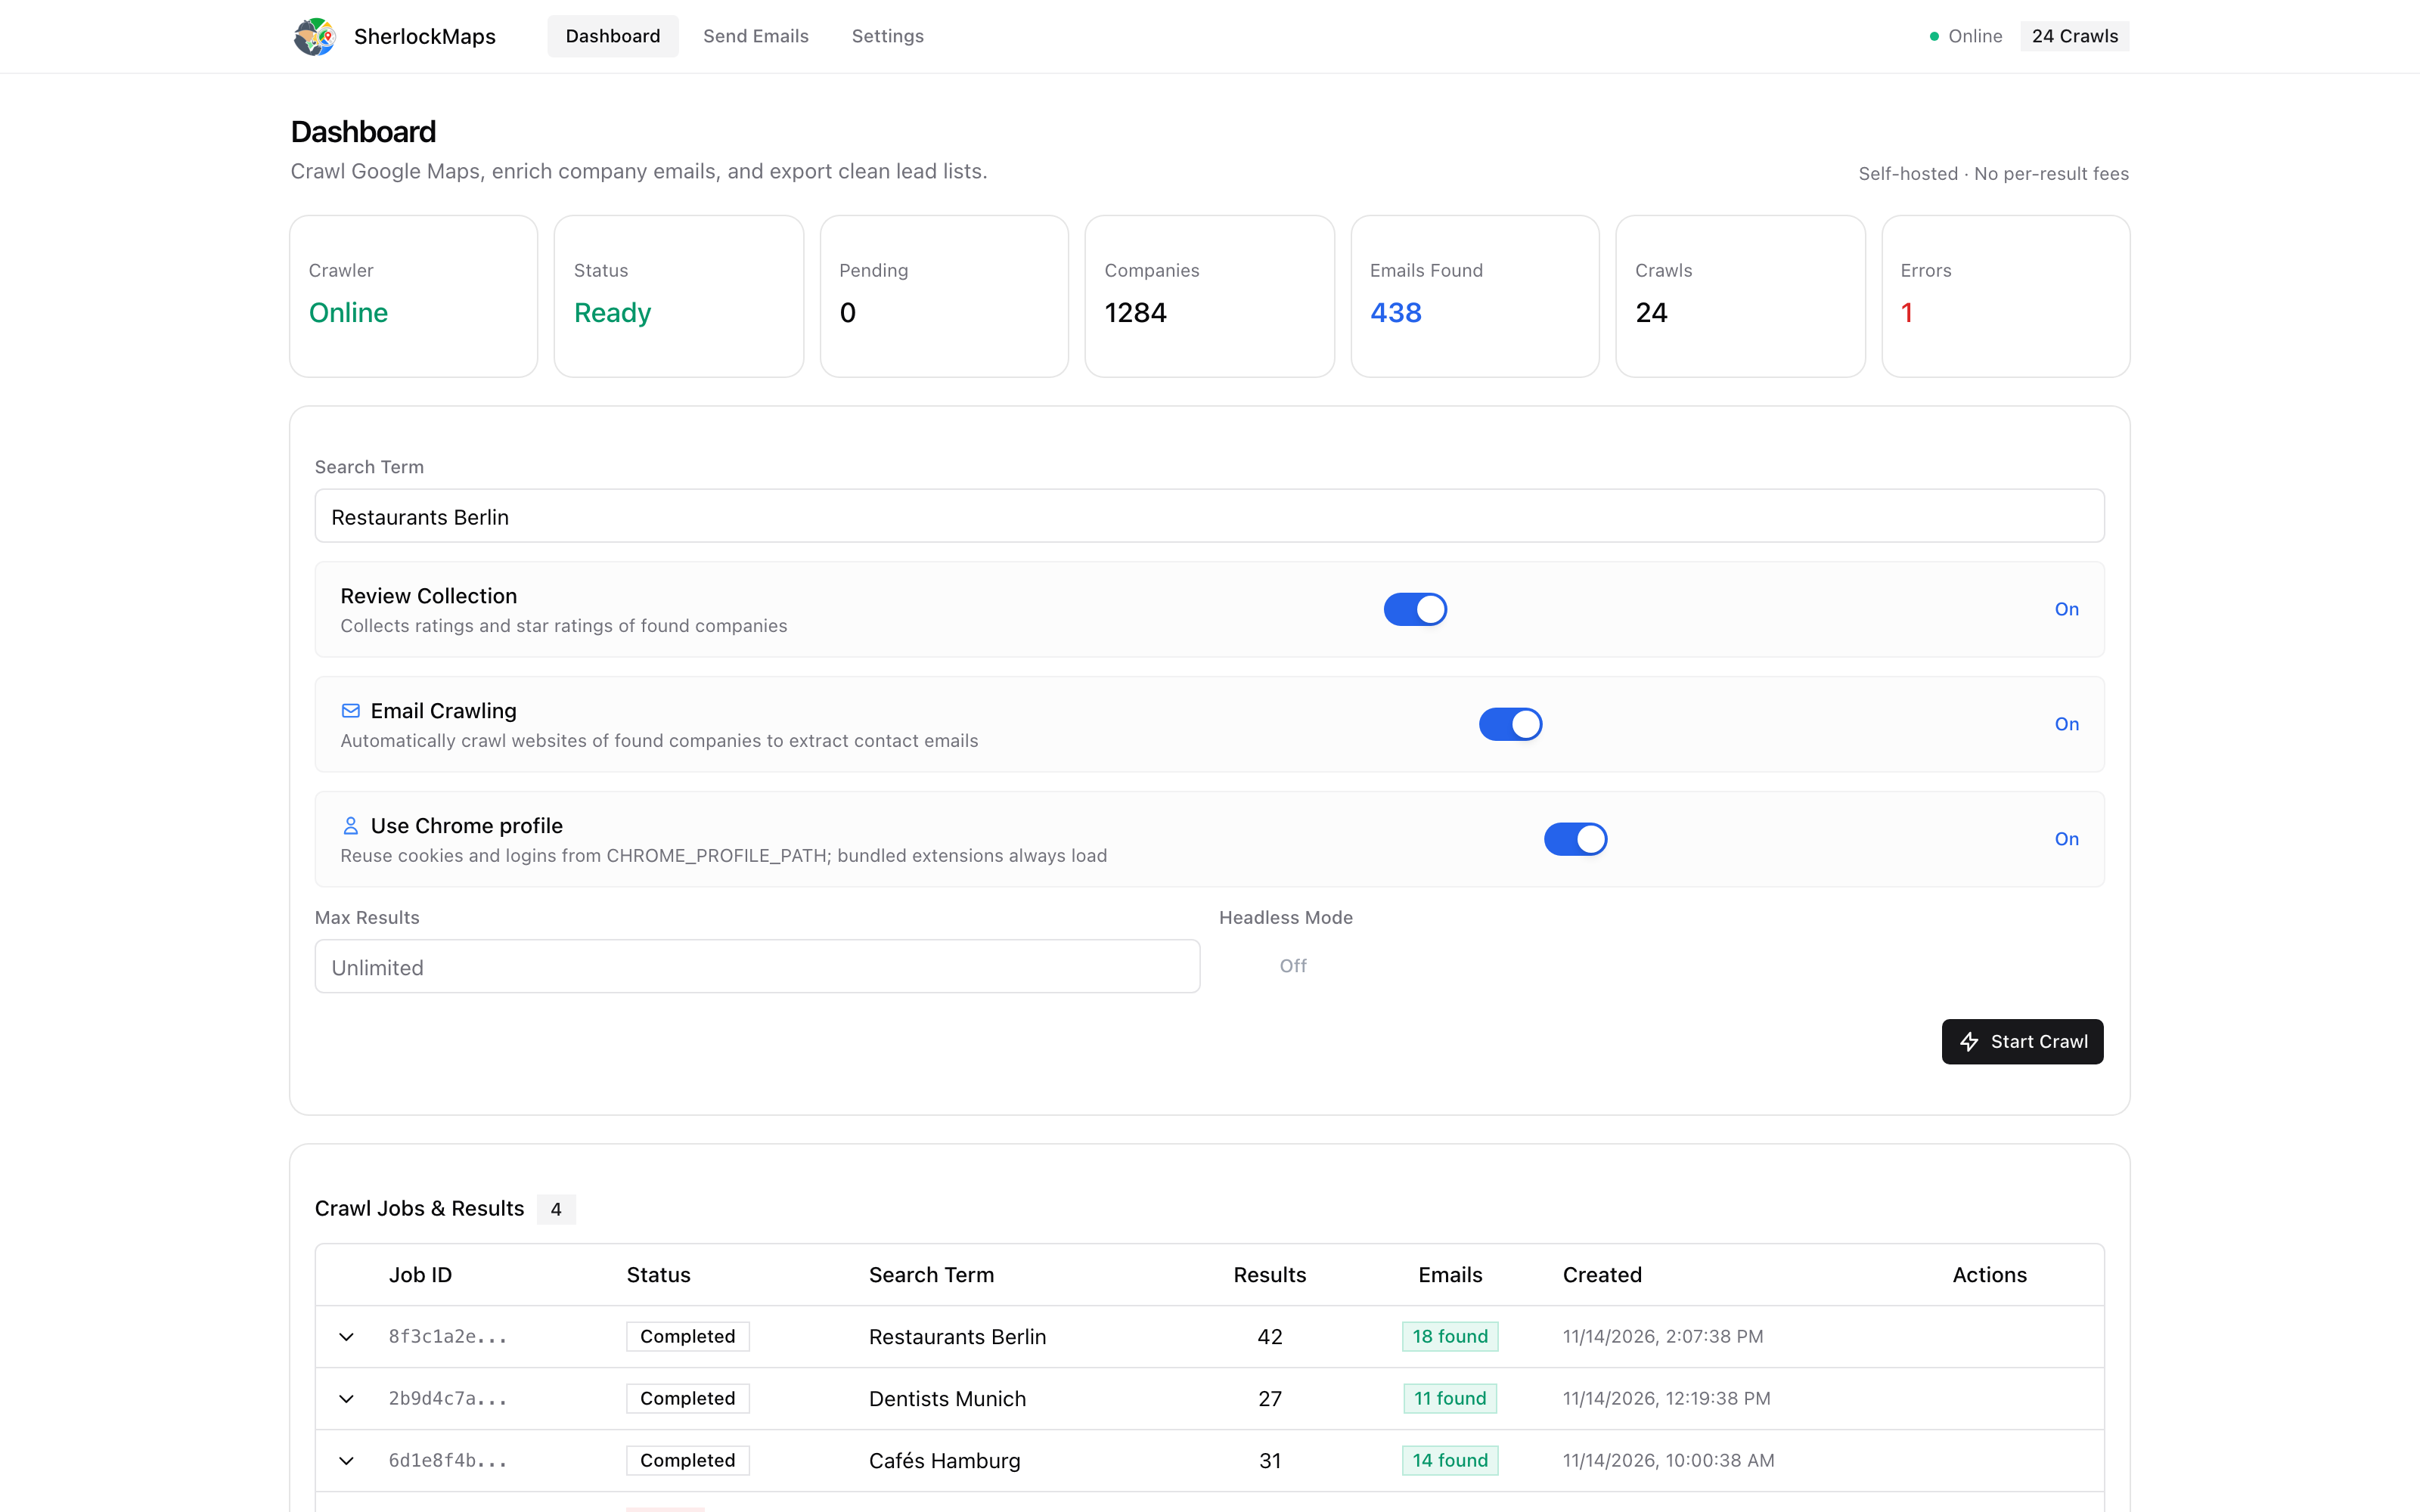 SherlockMaps
Dashboard
Send Emails
Settings
Online
24 Crawls
Dashboard
Crawl Google Maps, enrich company emails, and export clean lead lists.
Self-hosted · No per-result fees
Crawler
Online
Status
Ready
Pending
0
Companies
1284
Emails Found
438
Crawls
24
Errors
1
Search Term
Restaurants Berlin
Review Collection
Collects ratings and star ratings of found companies
On
Email Crawling
Automatically crawl websites of found companies to extract contact emails
On
Use Chrome profile
Reuse cookies and logins from CHROME_PROFILE_PATH; bundled extensions always load
On
Max Results
Unlimited
Headless Mode
Off
Start Crawl
Crawl Jobs & Results 4
Job ID Status Search Term Results Emails Created Actions
8f3c1a2e... Completed Restaurants Berlin 42 18 found 11/14/2026, 2:07:38 PM
2b9d4c7a... Completed Dentists Munich 27 11 found 11/14/2026, 12:19:38 PM
6d1e8f4b... Completed Cafés Hamburg 31 14 found 11/14/2026, 10:00:38 AM